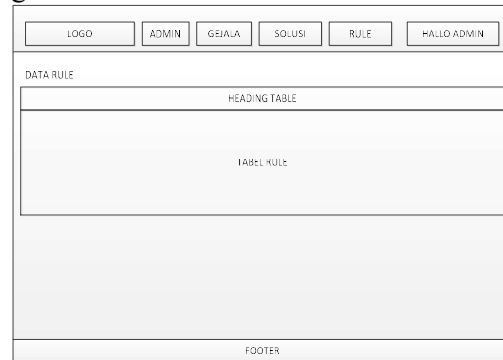 LOGO ADMIN GEJALA SOLUSI RULE HALLO ADMIN
DATA RULE
HEADING TABLE
TABEL RULE
FOOTER